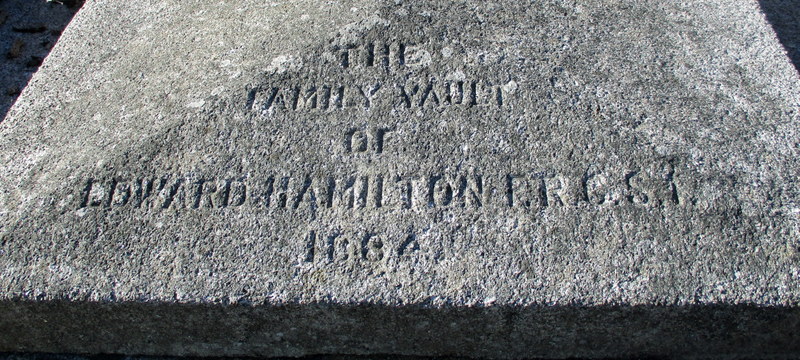 THE
FAMILY VAULT
OF
EDWARD HAMILTON F.R.C.S.I.